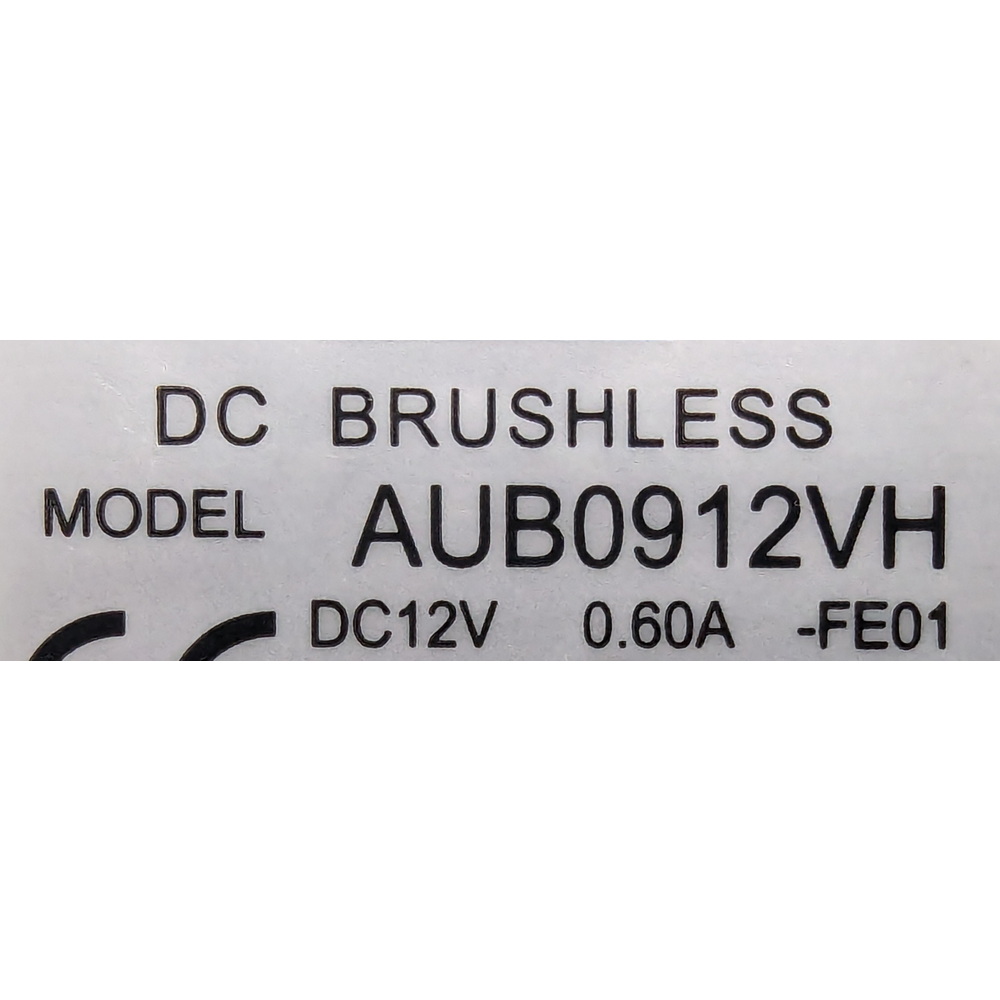 DC BRUSHLESS
MODEL AUB0912VH
DC12V 0.60A -FE01